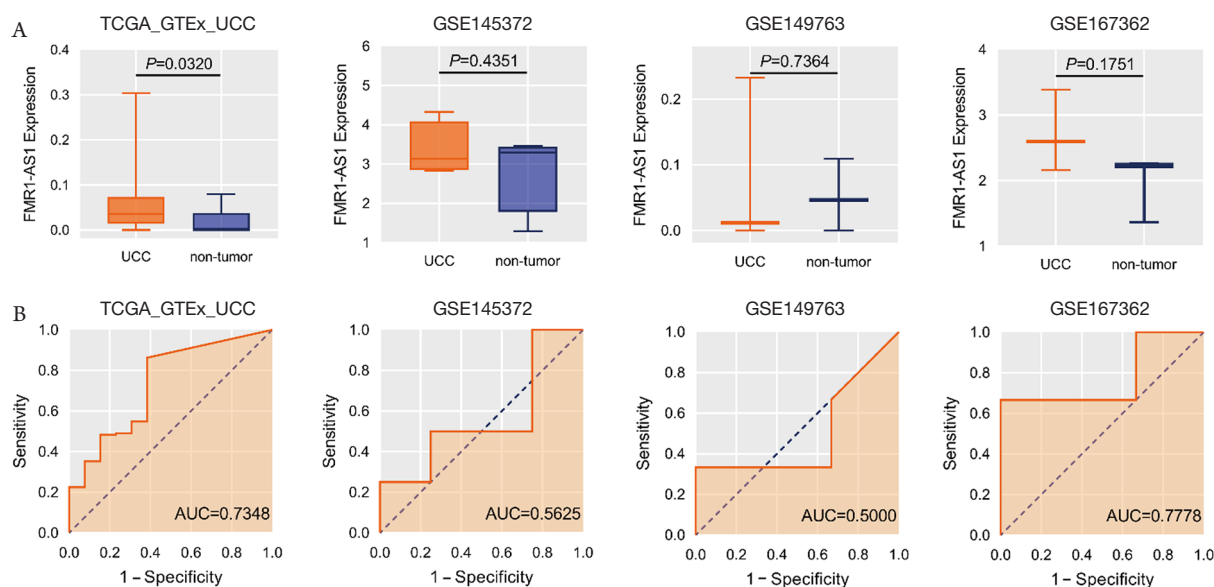 A
TCGA_GTEx_UCC
GSE145372
GSE149763
GSE167362
FMR1-AS1 Expression
0.4
0.3
0.2
0.1
0.0
P=0.0320
UCC
non-tumor
FMR1-AS1 Expression
6
5
4
3
2
1
P=0.4351
UCC
non-tumor
FMR1-AS1 Expression
0.2
0.1
0.0
P=0.7364
UCC
non-tumor
FMR1-AS1 Expression
4
3
2
1
P=0.1751
UCC
non-tumor
B
TCGA_GTEx_UCC
GSE145372
GSE149763
GSE167362
Sensitivity
1.0
0.8
0.6
0.4
0.2
0.0
AUC=0.7348
0.0 0.2 0.4 0.6 0.8 1.0
1 – Specificity
Sensitivity
1.0
0.8
0.6
0.4
0.2
0.0
AUC=0.5625
0.0 0.2 0.4 0.6 0.8 1.0
1 – Specificity
Sensitivity
1.0
0.8
0.6
0.4
0.2
0.0
AUC=0.5000
0.0 0.2 0.4 0.6 0.8 1.0
1 – Specificity
Sensitivity
1.0
0.8
0.6
0.4
0.2
0.0
AUC=0.7778
0.0 0.2 0.4 0.6 0.8 1.0
1 – Specificity